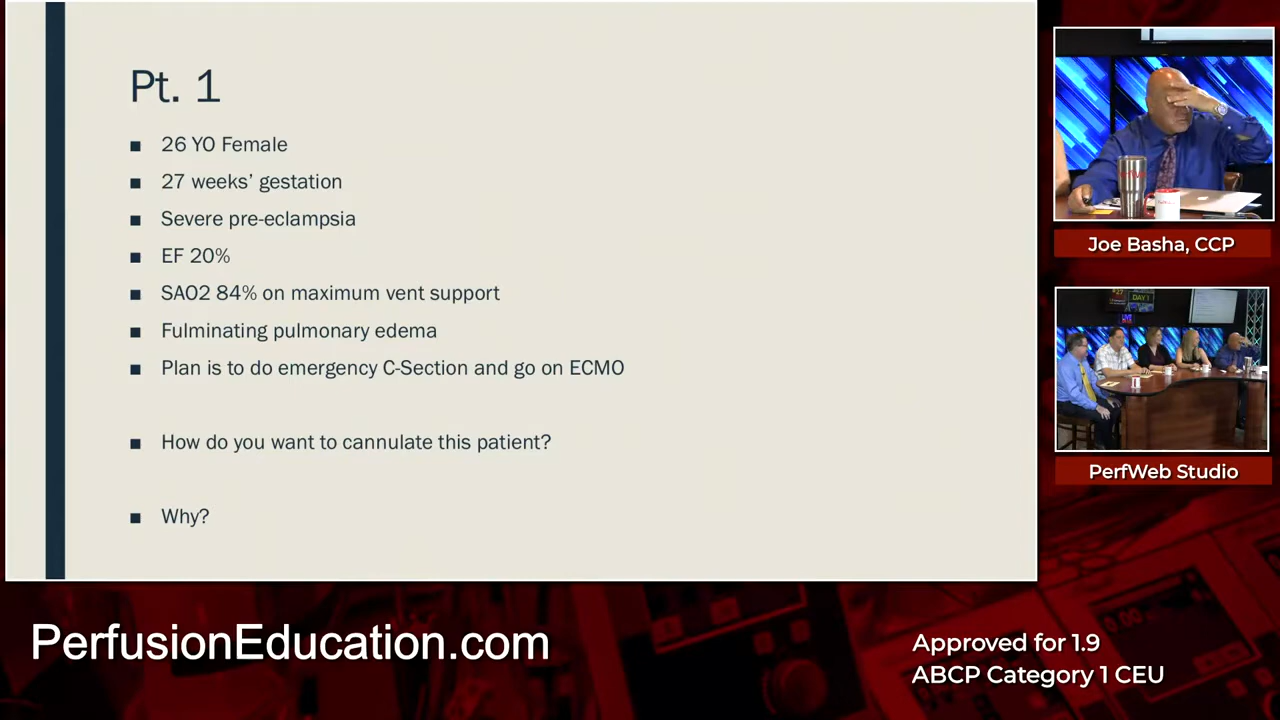 Pt. 1
■ 26 YO Female
■ 27 weeks’ gestation
■ Severe pre-eclampsia
■ EF 20%
■ SAO2 84% on maximum vent support
■ Fulminating pulmonary edema
■ Plan is to do emergency C-Section and go on ECMO
■ How do you want to cannulate this patient?
■ Why?
Joe Basha, CCP
DAY 1
PerfWeb Studio
PerfusionEducation.com
Approved for 1.9
ABCP Category 1 CEU